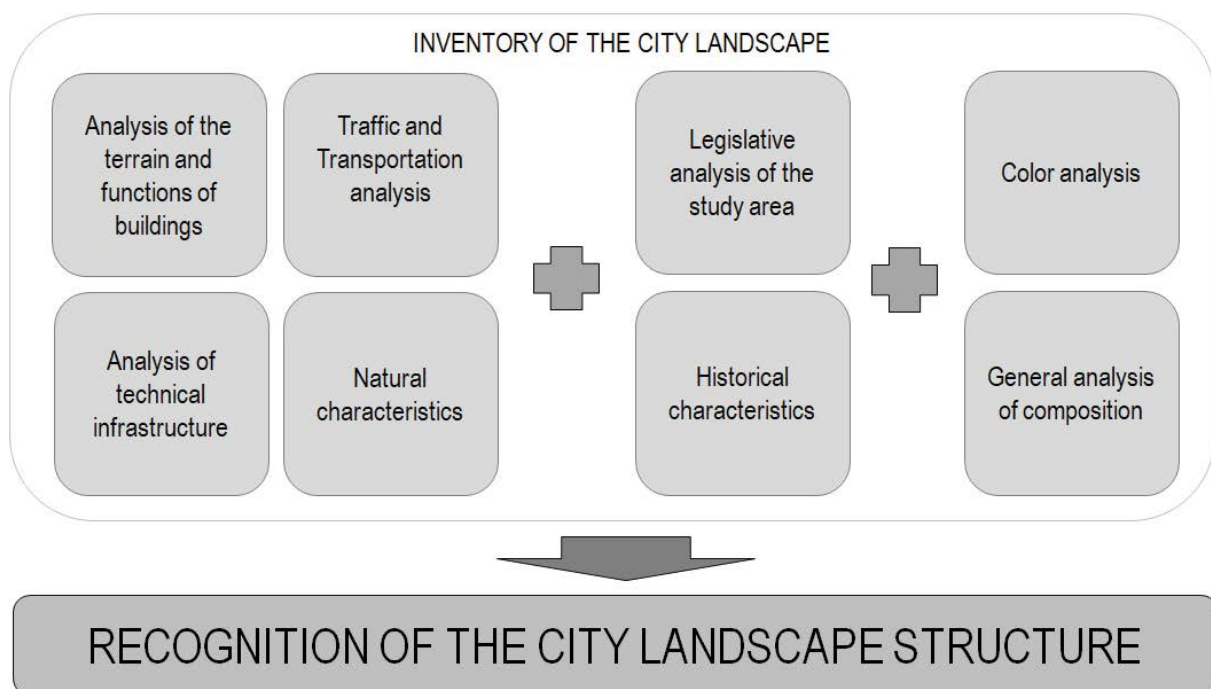 INVENTORY OF THE CITY LANDSCAPE
Analysis of the
terrain and
functions of
buildings
Traffic and
Transportation
analysis
Legislative
analysis of the
study area
Color analysis
Analysis of
technical
infrastructure
Natural
characteristics
Historical
characteristics
General analysis
of composition
RECOGNITION OF THE CITY LANDSCAPE STRUCTURE